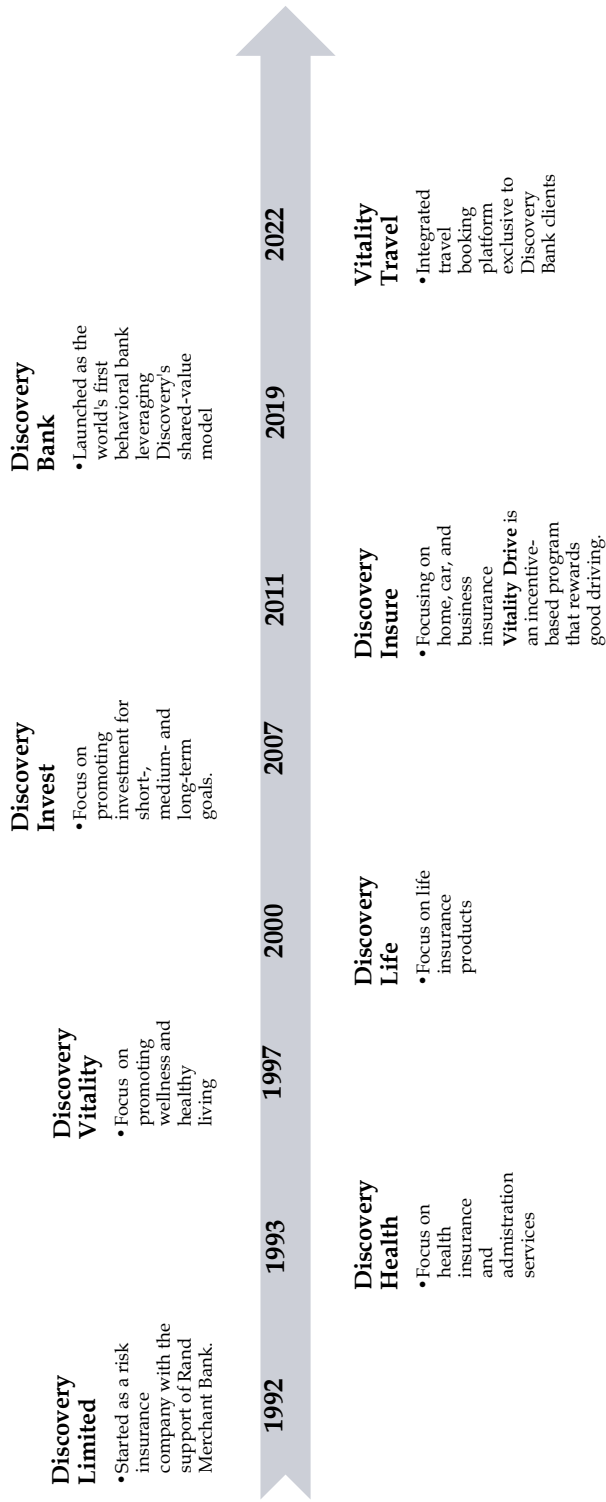 Discovery
Limited
•Started as a risk
insurance
company with the
support of Rand
Merchant Bank.
1992
Discovery
Health
•Focus on
health
insurance
and
admistration
services
1993
Discovery
Vitality
•Focus on
promoting
wellness and
healthy
living
1997
Discovery
Life
•Focus on life
insurance
products
2000
Discovery
Invest
•Focus on
promoting
investment for
short-,
medium- and
long-term
goals.
2007
Discovery
Insure
•Focusing on
home, car, and
business
insurance
Vitality Drive is
an incentive-
based program
that rewards
good driving.
2011
Discovery
Bank
•Launched as the
world's first
behavioral bank
leveraging
Discovery's
shared-value
model
2019
Vitality
Travel
•Integrated
travel
booking
platform
exclusive to
Discovery
Bank clients
2022